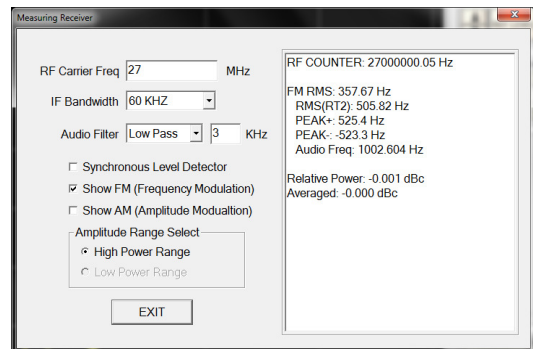 Measuring Receiver
RF Carrier Freq 27 MHz
IF Bandwidth 60 KHZ
Audio Filter Low Pass 3 KHz
Synchronous Level Detector
Show FM (Frequency Modulation)
Show AM (Amplitude Modualtion)
Amplitude Range Select
High Power Range
Low Power Range
EXIT
RF COUNTER: 27000000.05 Hz
FM RMS: 357.67 Hz
RMS(RT2): 505.82 Hz
PEAK+: 525.4 Hz
PEAK-: -523.3 Hz
Audio Freq: 1002.604 Hz
Relative Power: -0.001 dBc
Averaged: -0.000 dBc